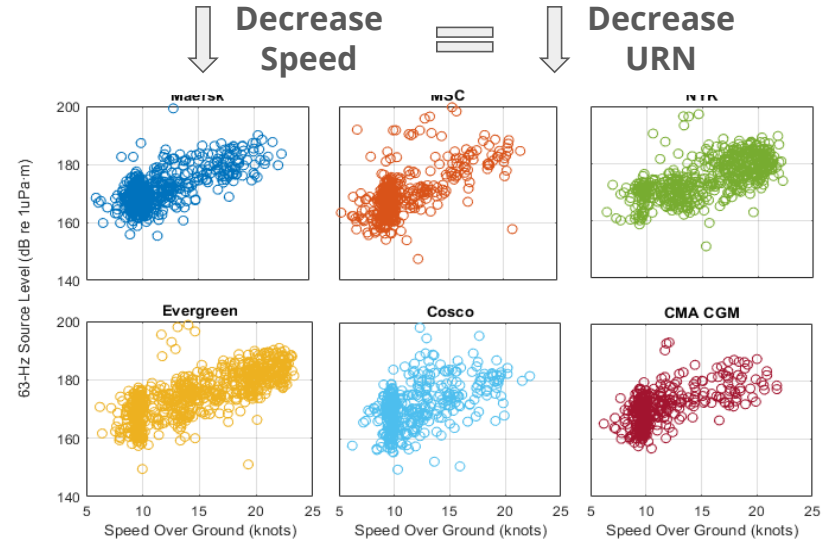 Decrease
Speed
=
Decrease
URN
Maersk
MSC
NYK
200
180
160
140
63-Hz Source Level (dB re 1uPa·m)
Evergreen
Cosco
CMA CGM
200
180
160
140
5 10 15 20 25
5 10 15 20 25
5 10 15 20 25
Speed Over Ground (knots)
Speed Over Ground (knots)
Speed Over Ground (knots)